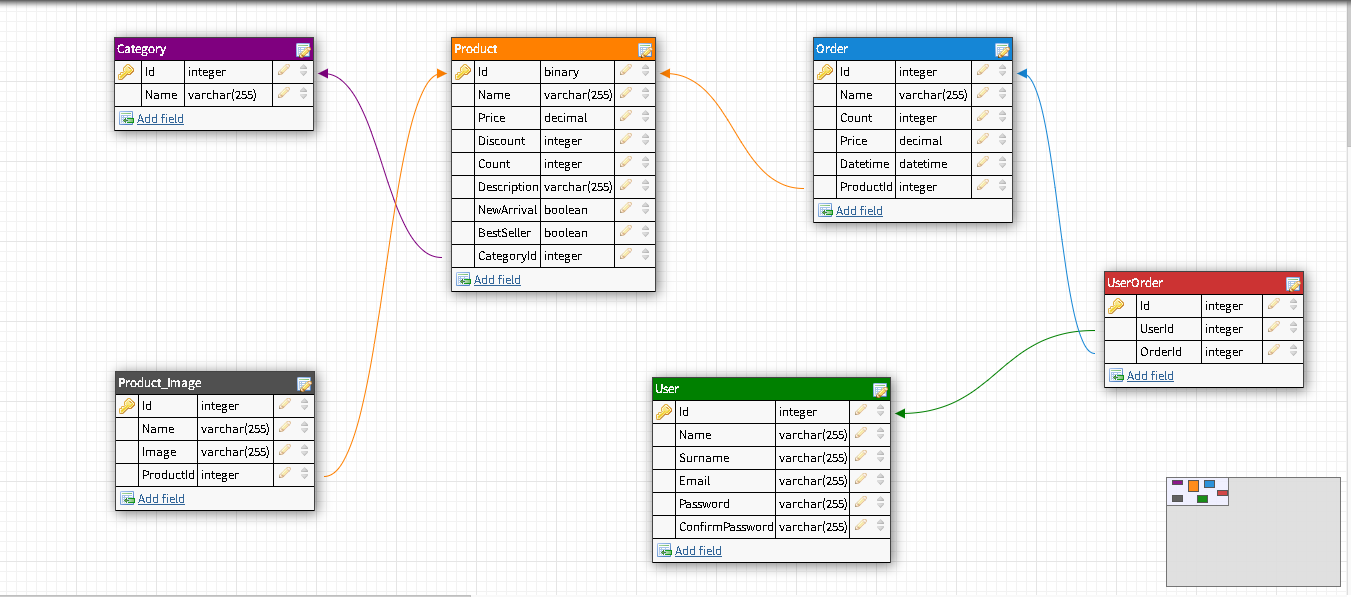 Category
Id integer
Name varchar(255)
Add field
Product
Id binary
Name varchar(255)
Price decimal
Discount integer
Count integer
Description varchar(255)
NewArrival boolean
BestSeller boolean
CategoryId integer
Add field
Order
Id integer
Name varchar(255)
Count integer
Price decimal
Datetime datetime
ProductId integer
Add field
UserOrder
Id integer
UserId integer
OrderId integer
Add field
Product_Image
Id integer
Name varchar(255)
Image varchar(255)
ProductId integer
Add field
User
Id integer
Name varchar(255)
Surname varchar(255)
Email varchar(255)
Password varchar(255)
ConfirmPassword varchar(255)
Add field